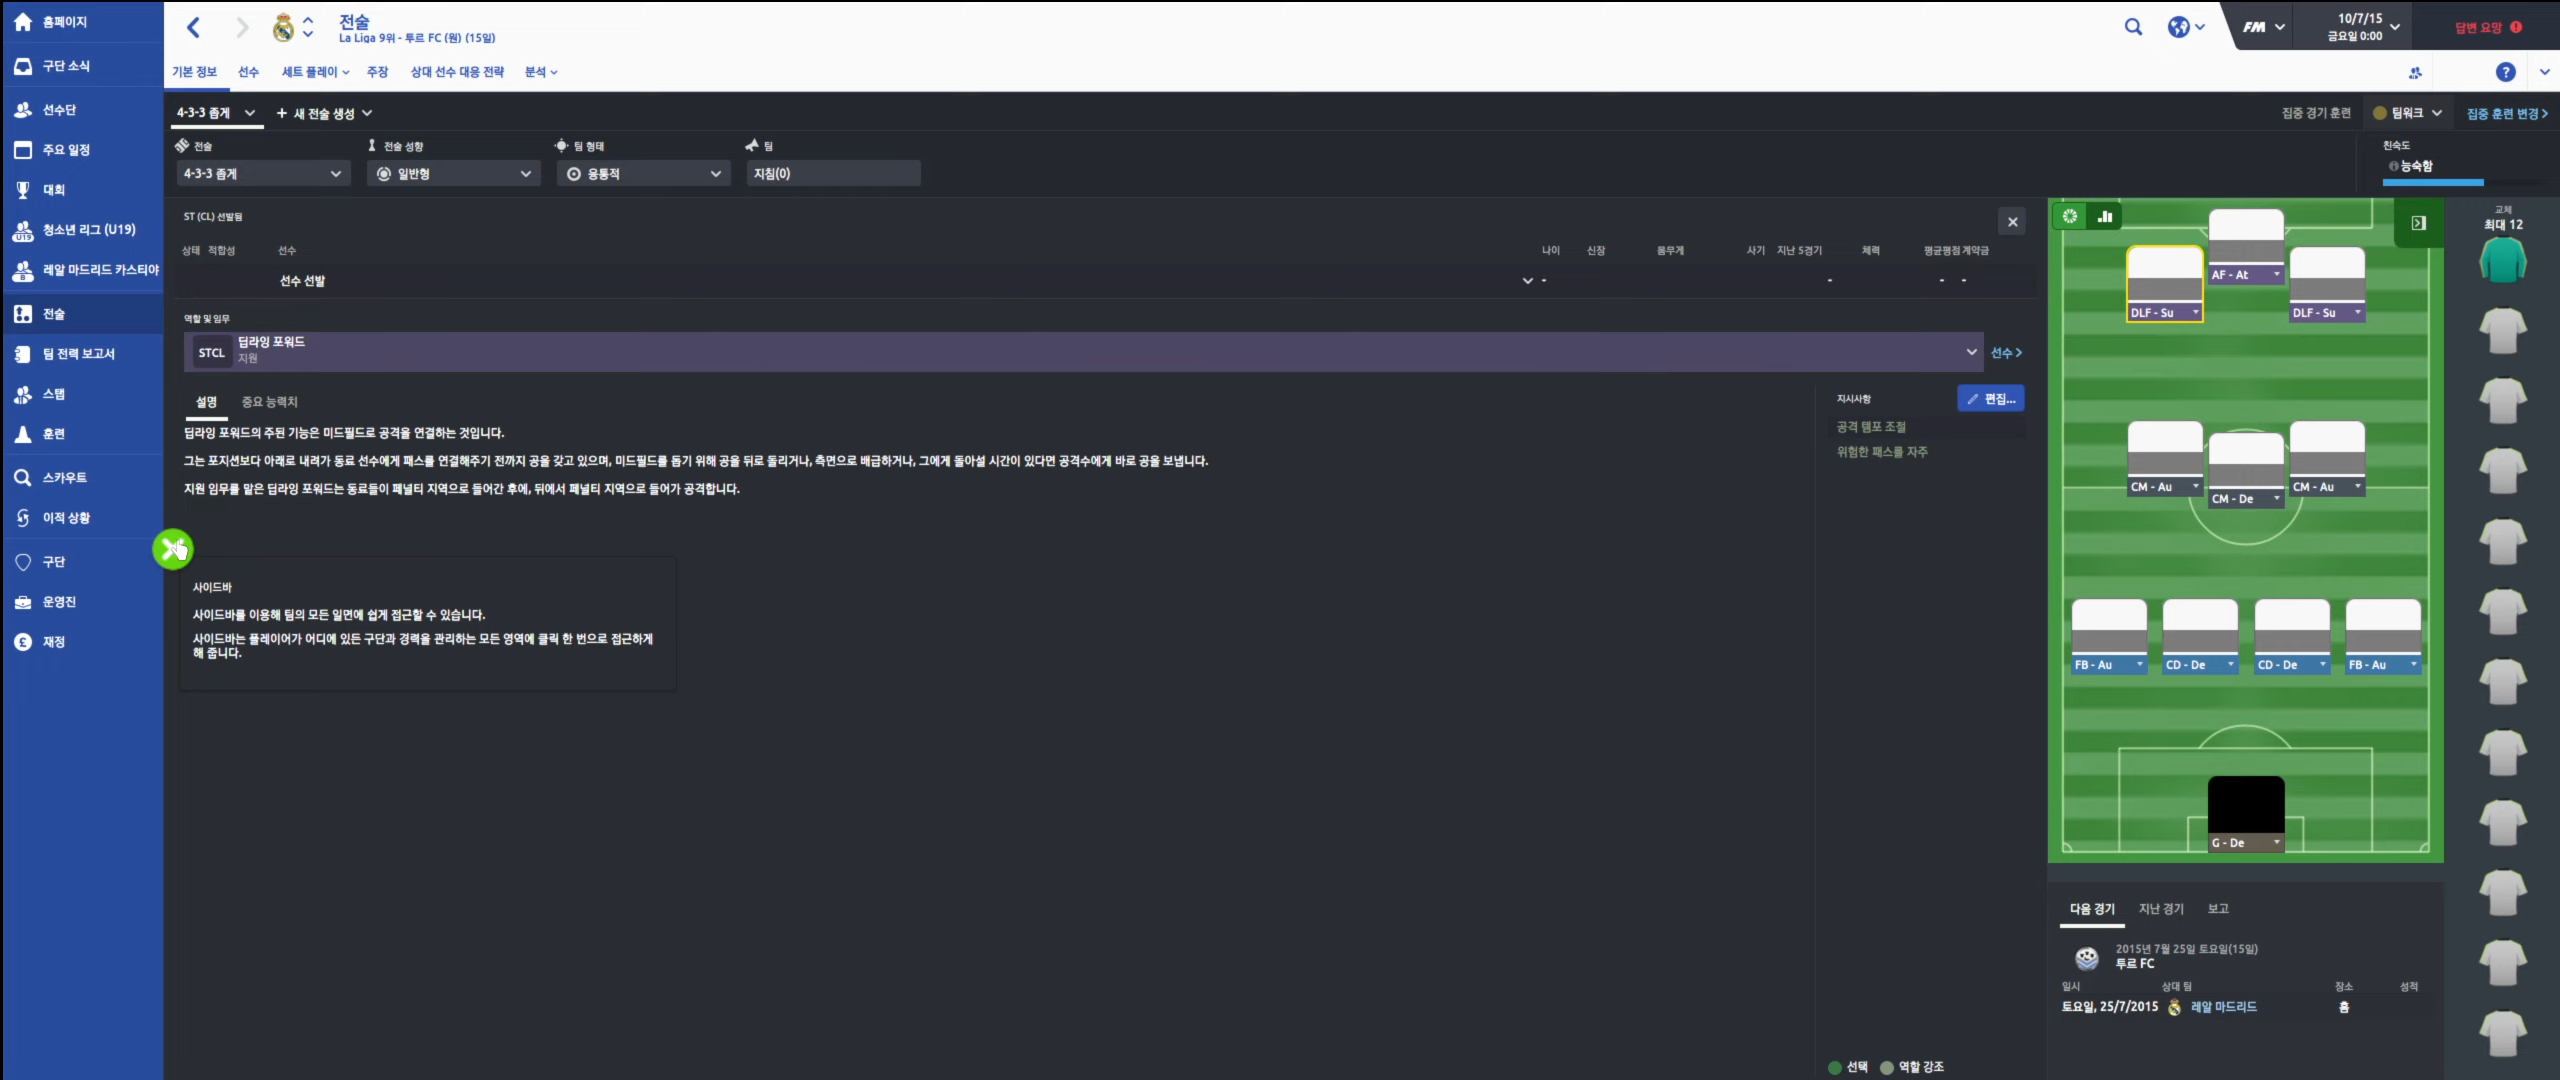 홈페이지
구단 소식
선수단
주요 일정
대회
청소년 리그 (U19)
레알 마드리드 카스티야
전술
팀 전력 보고서
스탭
훈련
스카우트
이적 상황
구단
운영진
재정
전술
La Liga 9위 - 투르 FC (원) (15일)
FM
10/7/15
금요일 0:00
답변 요망
기본 정보
선수
세트 플레이
주장
상대 선수 대응 전략
분석
4-3-3 좁게
새 전술 생성
집중 경기 훈련
팀워크
집중 훈련 변경
전술
전술 성향
팀 형태
팀
4-3-3 좁게
일반형
융통적
지침(0)
친숙도
능숙함
ST (CL) 선발됨
상태 적합성 선수 나이 신장 몸무게 사기 지난 5경기 체력 평균평점 계약금
선수 선발 - - - -
역할 및 임무
STCL
딥라잉 포워드
지원
선수
설명
중요 능력치
딥라잉 포워드의 주된 기능은 미드필드로 공격을 연결하는 것입니다.
그는 포지션보다 아래로 내려가 동료 선수에게 패스를 연결해주기 전까지 공을 갖고 있으며, 미드필드를 돕기 위해 공을 뒤로 돌리거나, 측면으로 배급하거나, 그에게 돌아설 시간이 있다면 공격수에게 바로 공을 보냅니다.
지원 임무를 맡은 딥라잉 포워드는 동료들이 페널티 지역으로 들어간 후에, 뒤에서 페널티 지역으로 들어가 공격합니다.
지시사항
편집...
공격 템포 조절
위험한 패스를 자주
사이드바
사이드바를 이용해 팀의 모든 일면에 쉽게 접근할 수 있습니다.
사이드바는 플레이어가 어디에 있든 구단과 경력을 관리하는 모든 영역에 클릭 한 번으로 접근하게
해 줍니다.
선택
역할 강조
AF - At
DLF - Su
DLF - Su
CM - Au
CM - De
CM - Au
FB - Au
CD - De
CD - De
FB - Au
G - De
교체
최대 12
다음 경기
지난 경기
보고
2015년 7월 25일 토요일(15일)
투르 FC
일시 상대 팀 장소 성적
토요일, 25/7/2015 레알 마드리드 홈